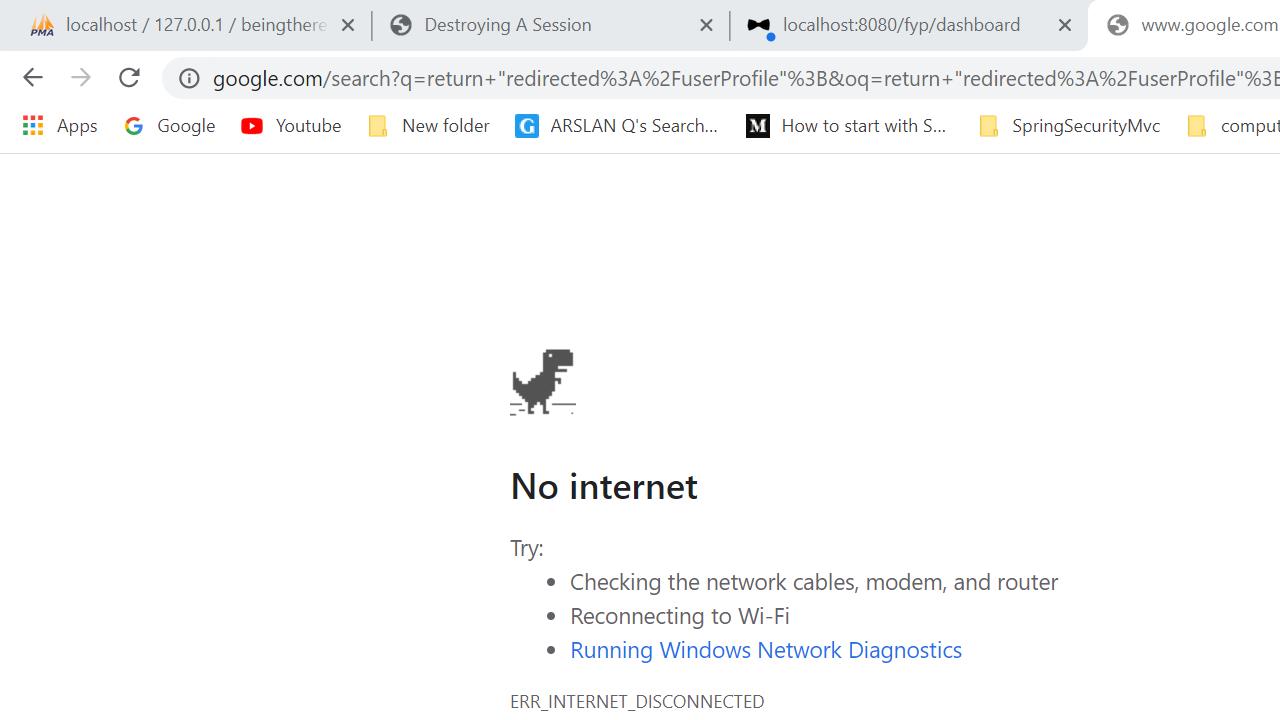 localhost / 127.0.0.1 / beingthere
Destroying A Session
localhost:8080/fyp/dashboard
www.google.com
google.com/search?q=return+"redirected%3A%2FuserProfile"%3B&oq=return+"redirected%3A%2FuserProfile"%3B
Apps
Google
Youtube
New folder
ARSLAN Q's Search...
How to start with S...
SpringSecurityMvc
comput
PMA
G
M
No internet
Try:
Checking the network cables, modem, and router
Reconnecting to Wi-Fi
Running Windows Network Diagnostics
ERR_INTERNET_DISCONNECTED